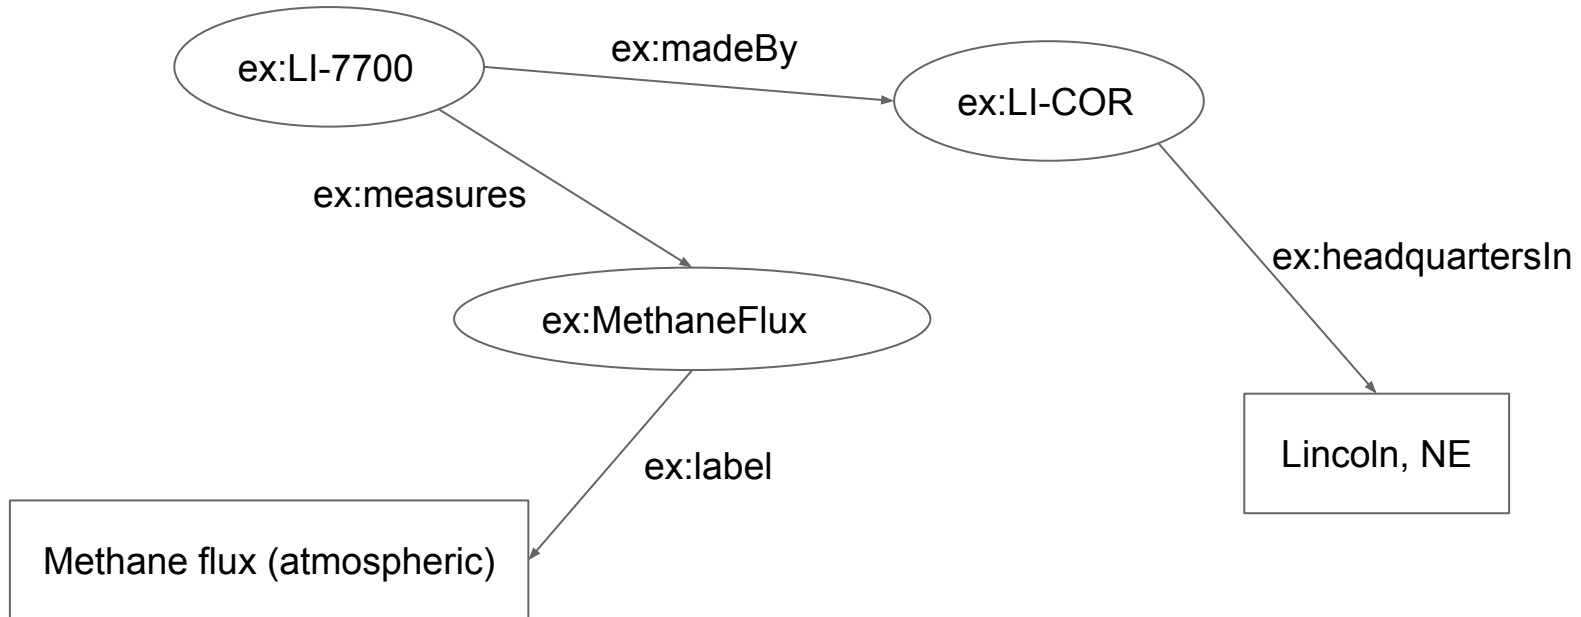 ex:LI-7700
ex:madeBy
ex:LI-COR
ex:measures
ex:headquartersIn
ex:MethaneFlux
ex:label
Lincoln, NE
Methane flux (atmospheric)